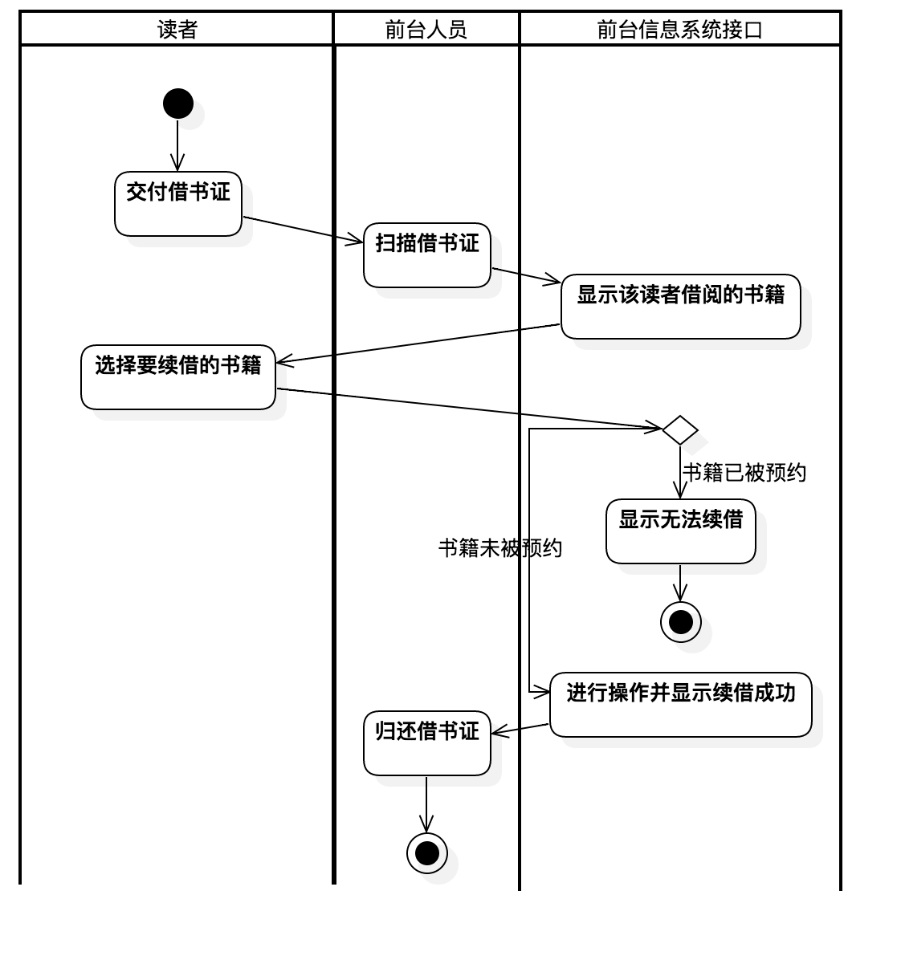 读者
前台人员
前台信息系统接口
交付借书证
扫描借书证
显示该读者借阅的书籍
选择要续借的书籍
书籍已被预约
显示无法续借
书籍未被预约
进行操作并显示续借成功
归还借书证